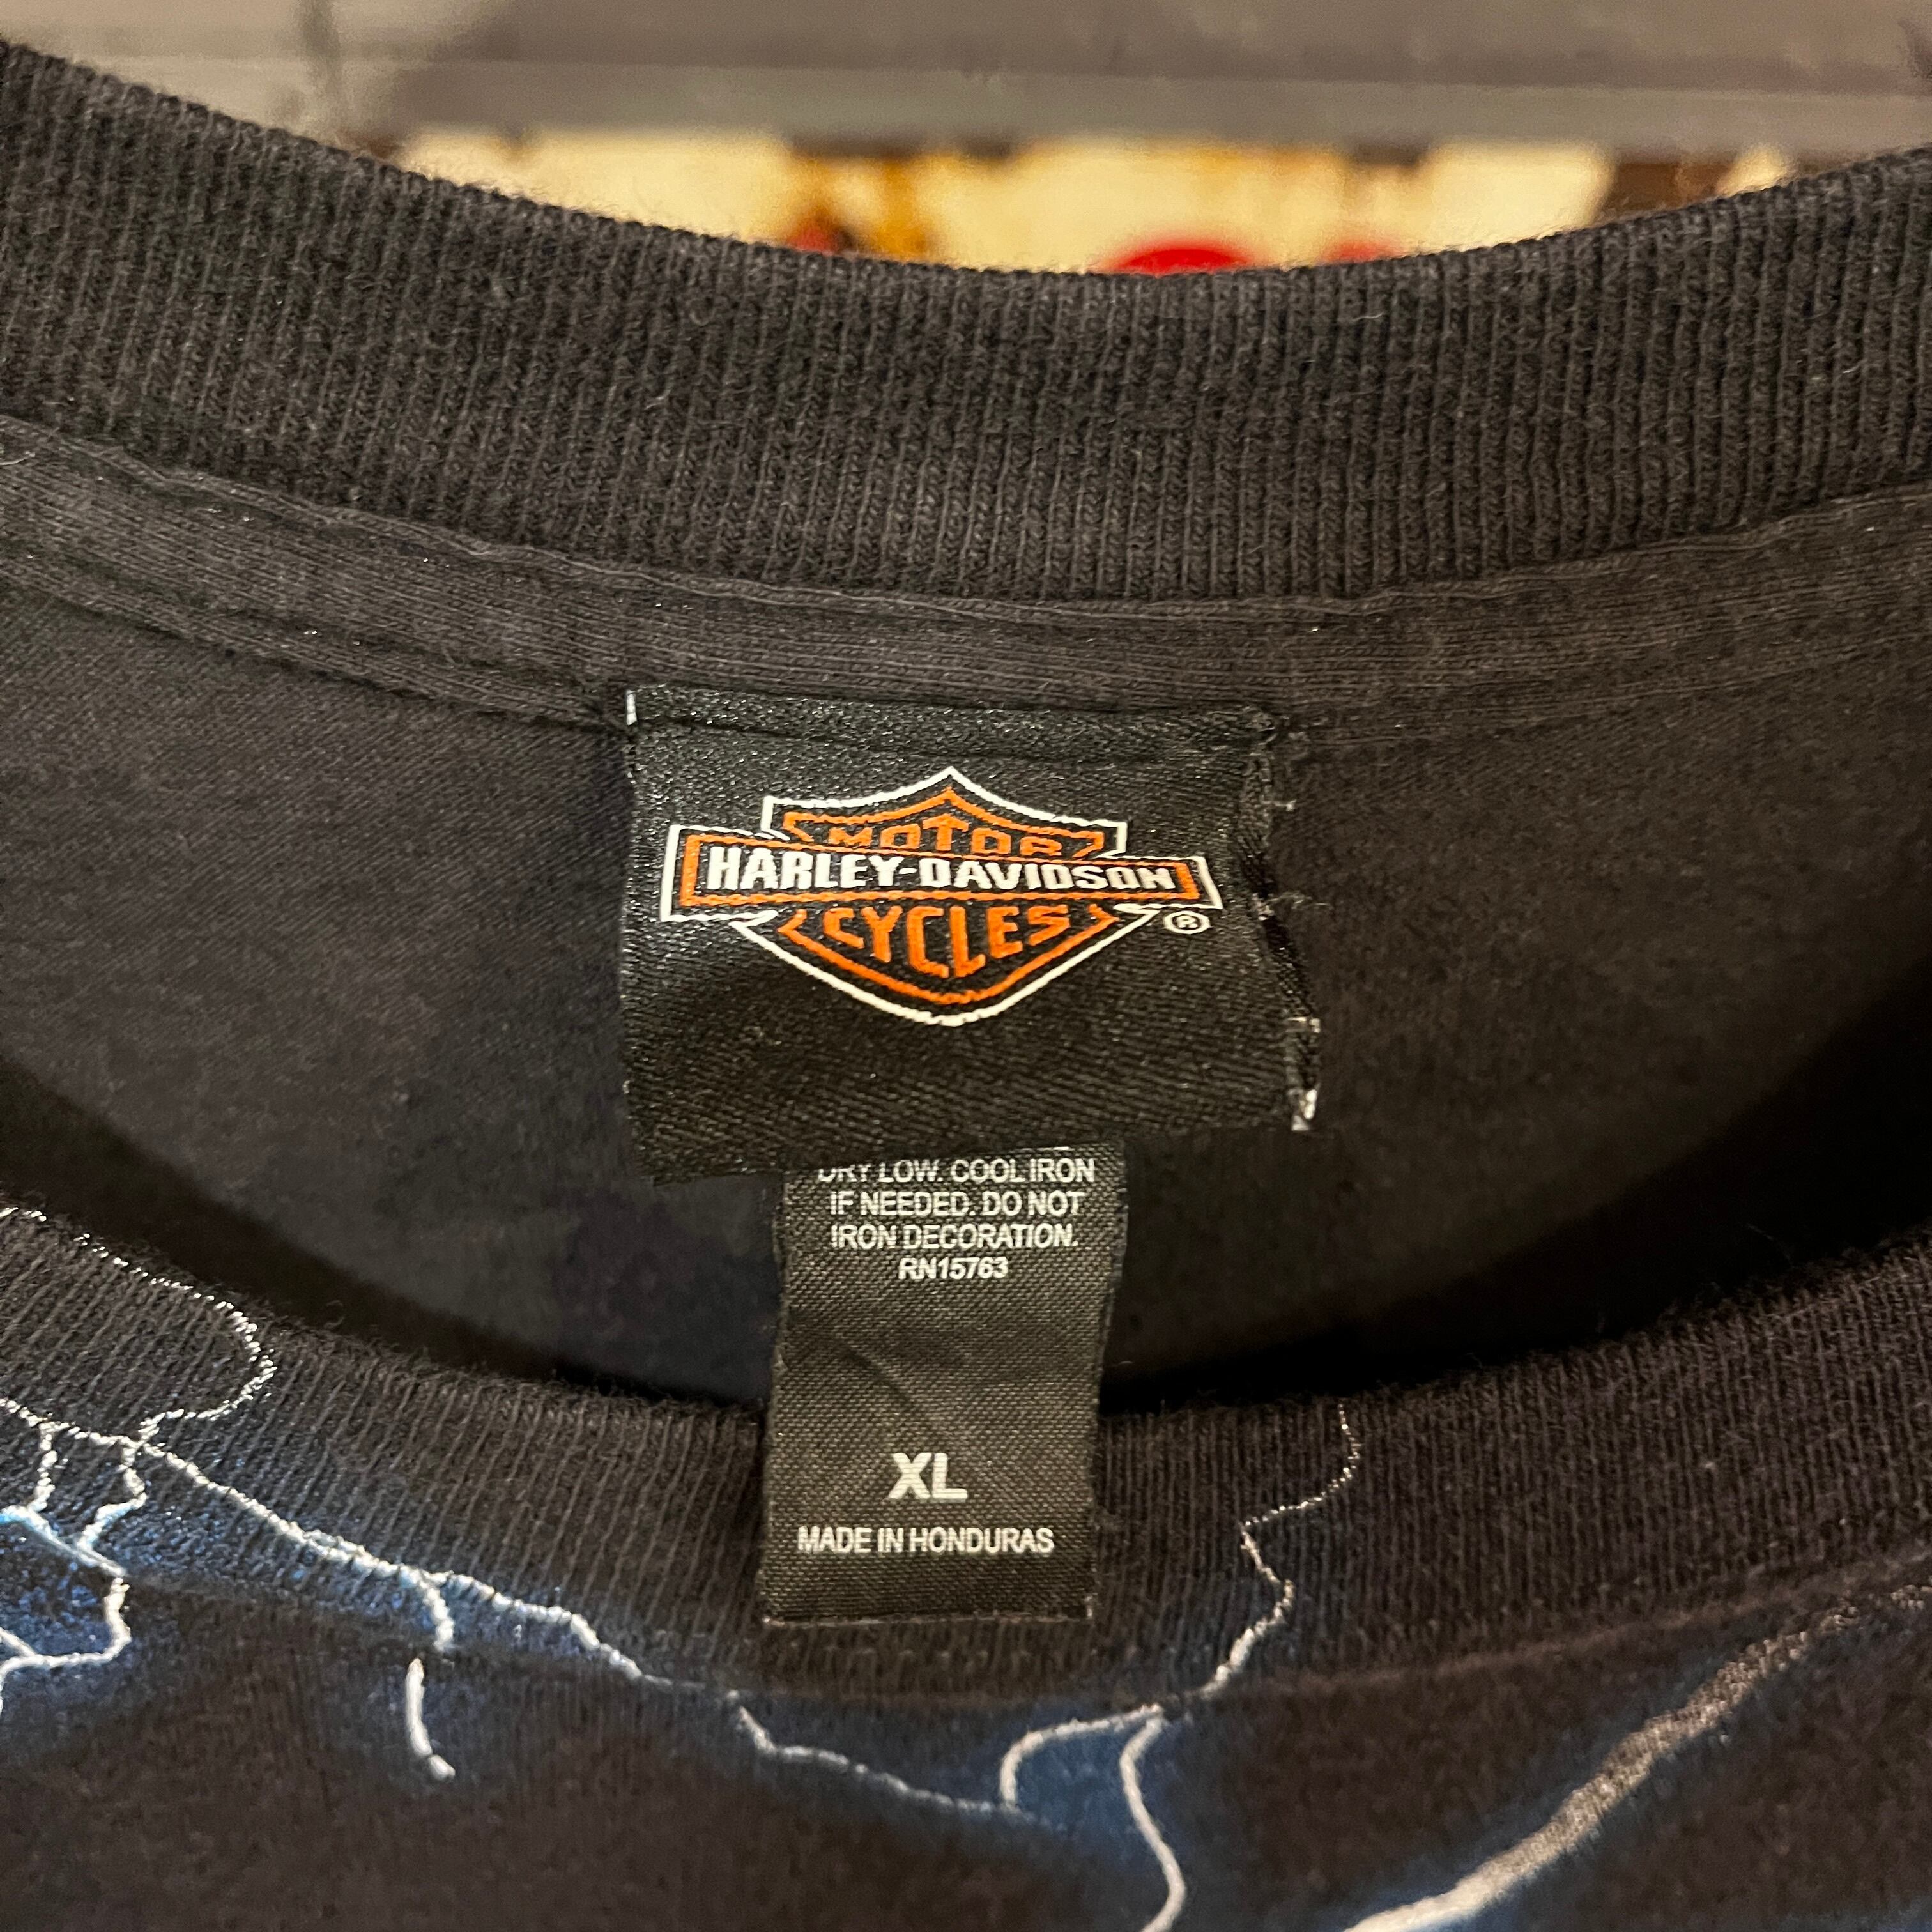 MOTOR
HARLEY-DAVIDSON
CYCLES
®
DRY LOW. COOL IRON
IF NEEDED. DO NOT
IRON DECORATION.
RN15763
XL
MADE IN HONDURAS